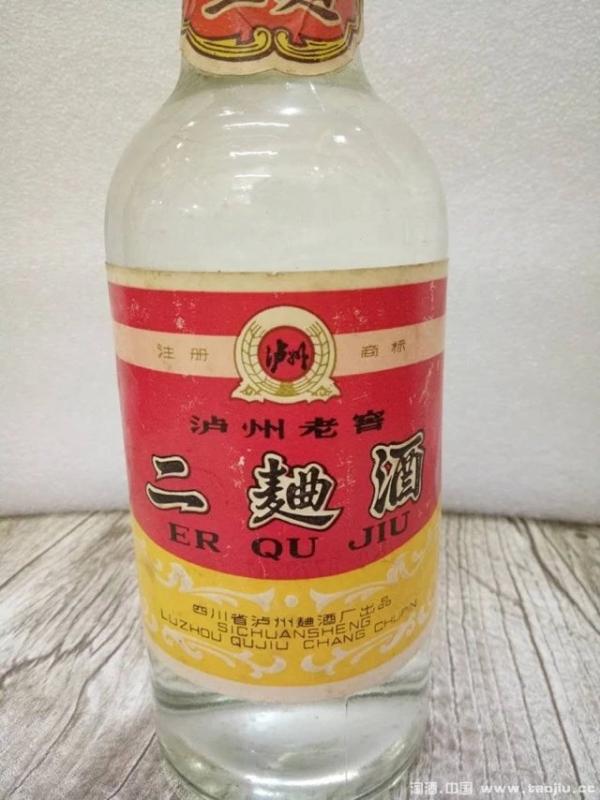 注册 商标
泸州
泸州老窖
二麯酒
ER QU JIU
四川省泸州麯酒厂出品
SICHUANSHENG
LUZHOU QUJIU CHANG CHUPIN
淘酒.中国 www.taojiu.cc